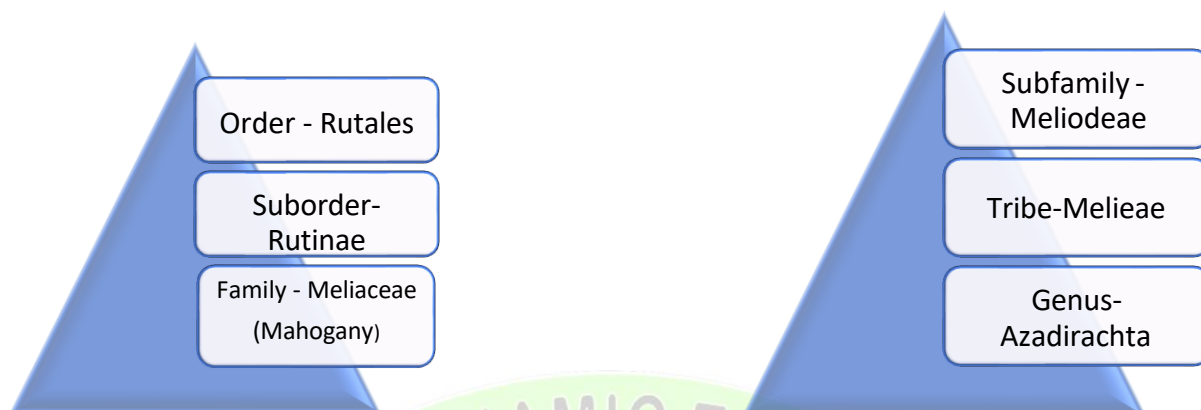 Order - Rutales
Suborder-
Rutinae
Family - Meliaceae
(Mahogany)
Subfamily -
Meliodeae
Tribe-Melieae
Genus-
Azadirachta